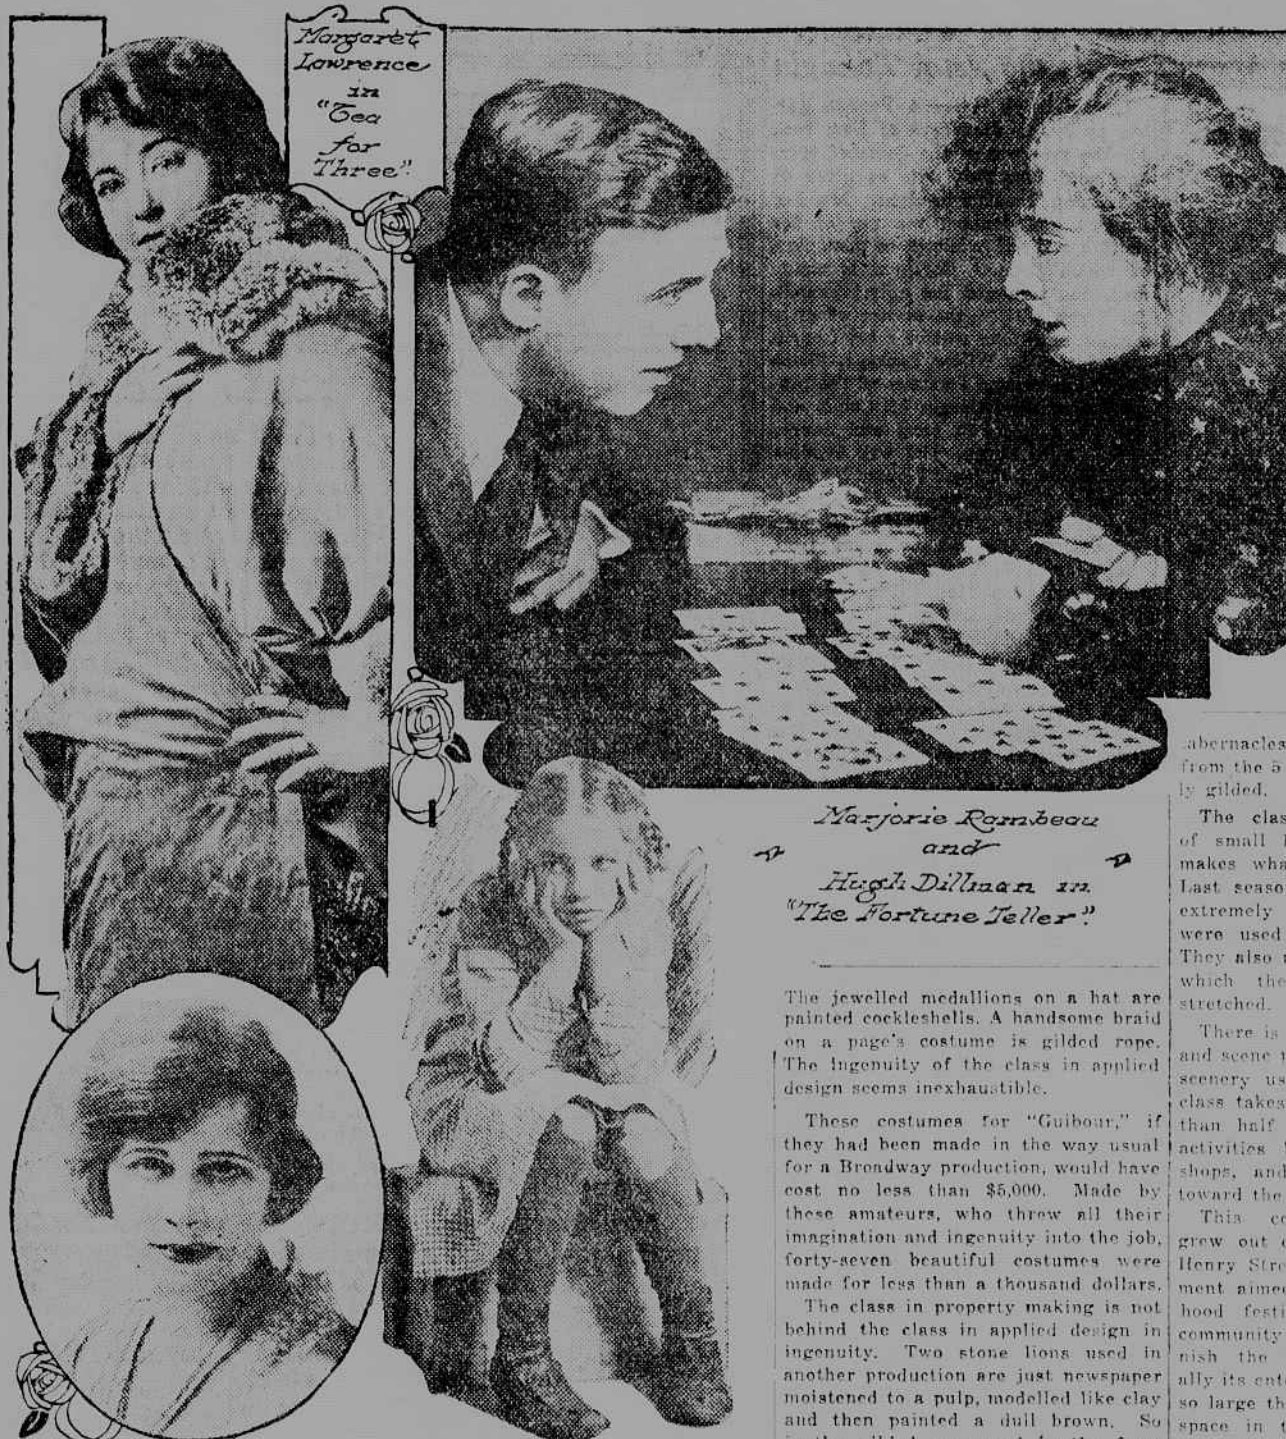 Margaret
Lawrence
in
"Tea
for
Three".
Marjorie Rambeau
and
Hugh Dillman in
"The Fortune Teller".
The jewelled medallions on a hat are
painted cockleshells. A handsome braid
on a page's costume is gilded rope.
The ingenuity of the class in applied
design seems inexhaustible.
These costumes for "Guibour," if
they had been made in the way usual
for a Broadway production, would have
cost no less than $5,000. Made by
these amateurs, who threw all their
imagination and ingenuity into the job,
forty-seven beautiful costumes were
made for less than a thousand dollars.
The class in property making is not
behind the class in applied design in
ingenuity. Two stone lions used in
another production are just newspaper
moistened to a pulp, modelled like clay
and then painted a dull brown. So
abernacles
from the 5
ly gilded.
The clas
of small
makes wha
Last seaso
extremely
were used
They also
which the
stretched.
There is
and scene
scenery us
class takes
than half
activities
shops, and
toward the
This co
grew out
Henry Stre
ment aimed
hood festi
community
nish the
ally its ent
so large th
space in